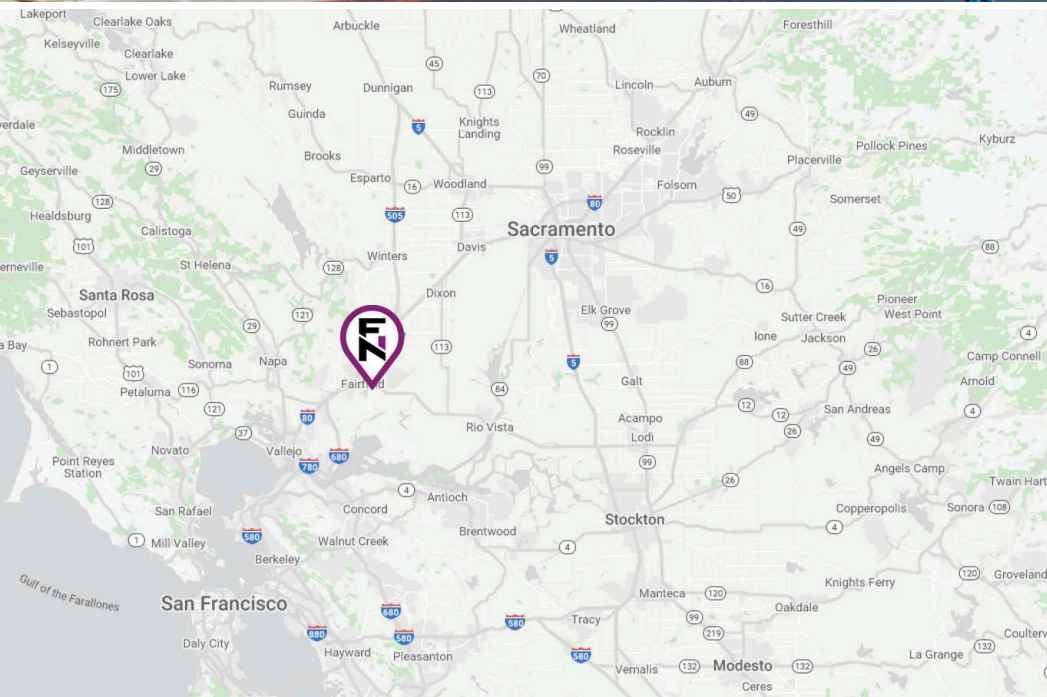 Lakeport
Clearlake Oaks
Arbuckle
Wheatland
Foresthill
Kelseyville
Clearlake
45
70
Lower Lake
Lincoln
Auburn
175
Rumsey
Dunnigan
113
Guinda
5
Knights
Landing
49
Rocklin
Roseville
Kyburz
Middletown
Pollock Pines
Brooks
99
Placerville
29
Geyserville
Esparto
16
Woodland
Folsom
50
Somerset
128
80
Healdsburg
505
113
Calistoga
Sacramento
49
101
Davis
88
St Helena
128
Winters
5
Santa Rosa
Dixon
16
Pioneer
Sebastopol
121
Elk Grove
99
Sutter Creek
West Point
29
FN
Ione
Jackson
4
Rohnert Park
113
26
Camp Connell
1
Sonoma
Napa
5
88
49
101
Galt
Arnold
Petaluma
116
84
121
80
12
12
San Andreas
4
Acampo
37
Rio Vista
Lodi
26
49
Novato
Vallejo
680
780
99
Point Reyes
Station
Angels Camp
26
4
Antioch
Copperopolis
Sonora
108
San Rafael
Concord
Stockton
4
1
Mill Valley
580
Walnut Creek
Brentwood
4
Berkeley
120
Groveland
Gulf of the Farallones
Knights Ferry
San Francisco
680
Manteca
120
Oakdale
880
580
580
Tracy
99
219
Daly City
Hayward
Pleasanton
580
La Grange
132
Vernalis
132
Modesto
132
Ceres